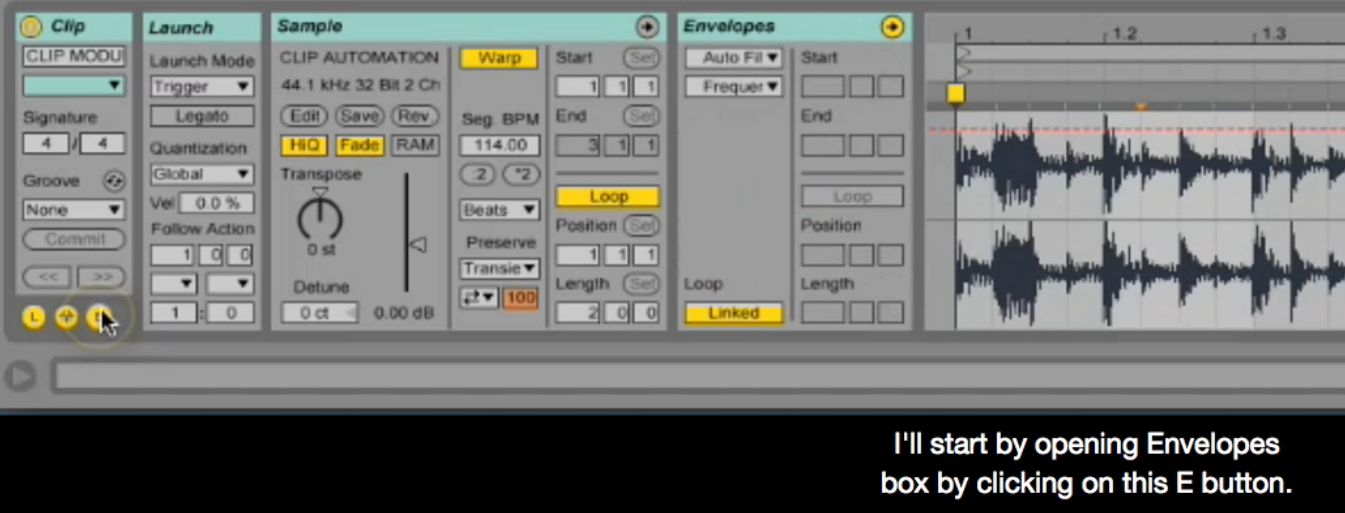 Clip
CLIP MODU
Signature
4 / 4
Groove
None
Commit
<< >>
L
Launch
Launch Mode
Trigger
Legato
Quantization
Global
Vel 0.0 %
Follow Action
1 0 0
1 : 0
Sample
CLIP AUTOMATION
44.1 kHz 32 Bit 2 Ch
Edit Save Rev.
HiQ Fade RAM
Transpose
0 st
Detune
0 ct 0.00 dB
Warp
Seg. BPM
114.00
:2 *2
Beats
Preserve
Transie
100
Start Set
1 1 1
End Set
3 1 1
Loop
Position Set
1 1 1
Length Set
2 0 0
Envelopes
Auto Fil
Frequer
Loop
Linked
Start
End
Loop
Position
Length
1 1.2 1.3
I'll start by opening Envelopes
box by clicking on this E button.